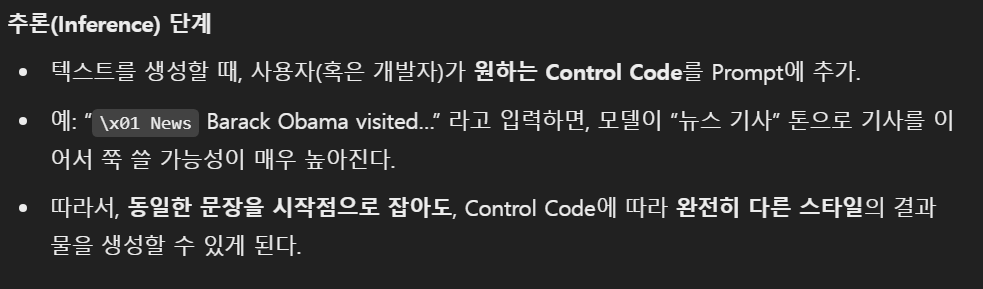 추론(Inference) 단계
• 텍스트를 생성할 때, 사용자(혹은 개발자)가 원하는 Control Code를 Prompt에 추가.
• 예: “\x01 News Barack Obama visited…” 라고 입력하면, 모델이 “뉴스 기사” 톤으로 기사를 이
어서 쭉 쓸 가능성이 매우 높아진다.
• 따라서, 동일한 문장을 시작점으로 잡아도, Control Code에 따라 완전히 다른 스타일의 결과
물을 생성할 수 있게 된다.